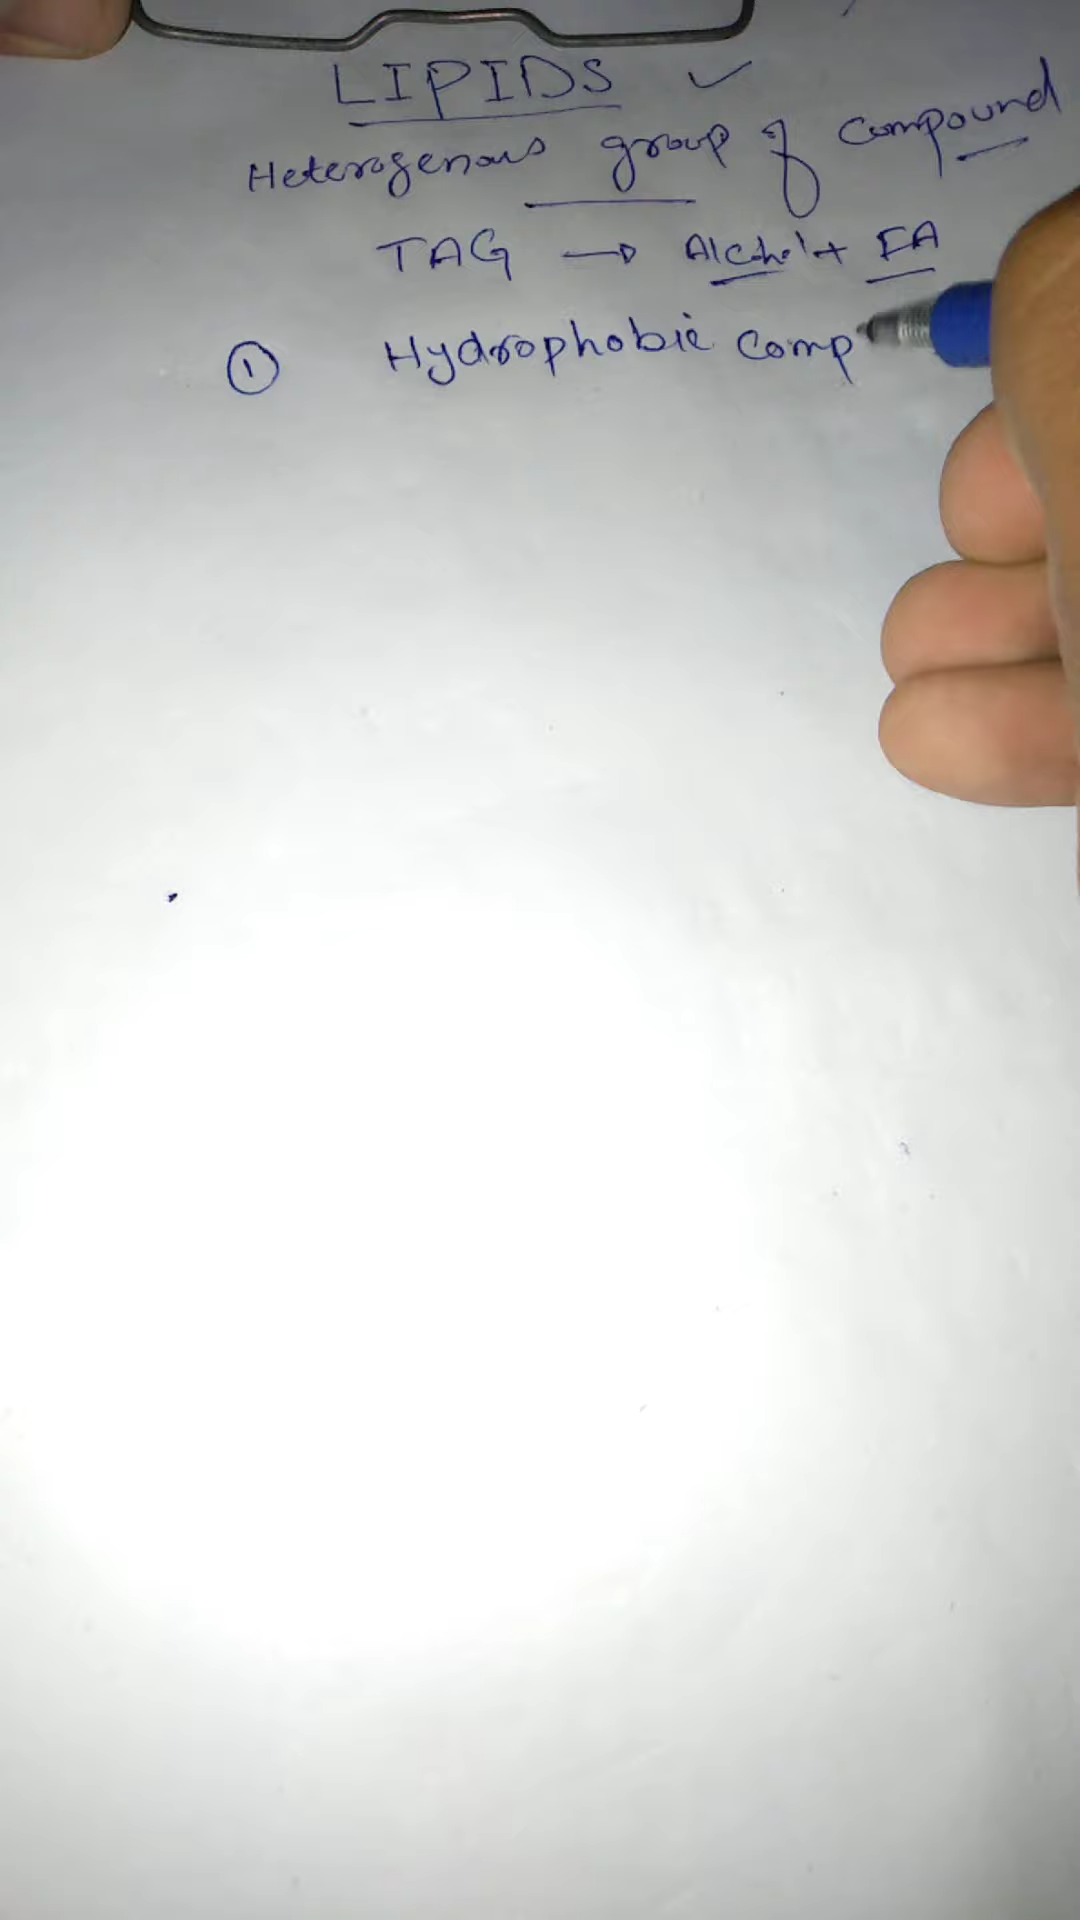 LIPIDS ✓
Heterogenous group of compound
TAG → Alcohol + FA
① Hydrophobic comp